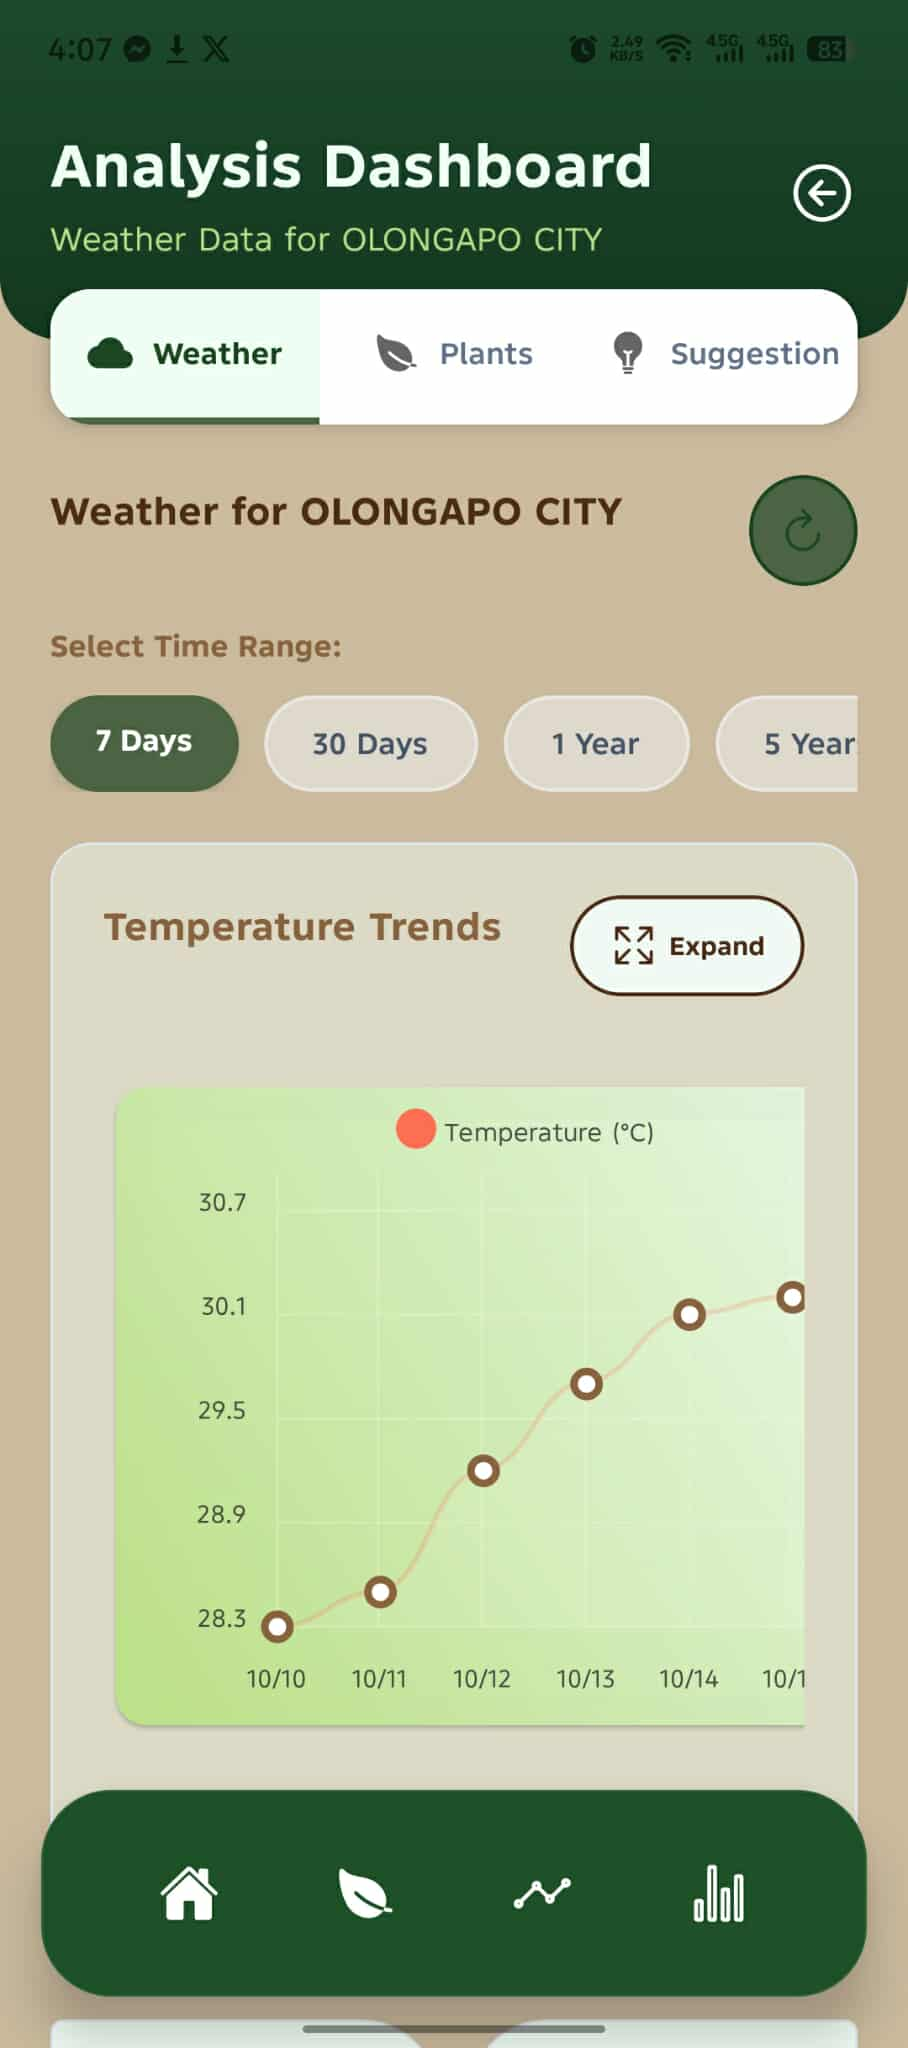 4:07
2.49 KB/S 4.5G 4.5G 83
Analysis Dashboard
Weather Data for OLONGAPO CITY
Weather Plants Suggestion
Weather for OLONGAPO CITY
Select Time Range:
7 Days 30 Days 1 Year 5 Year
Temperature Trends
Expand
Temperature (°C)
30.7
30.1
29.5
28.9
28.3
10/10 10/11 10/12 10/13 10/14 10/1